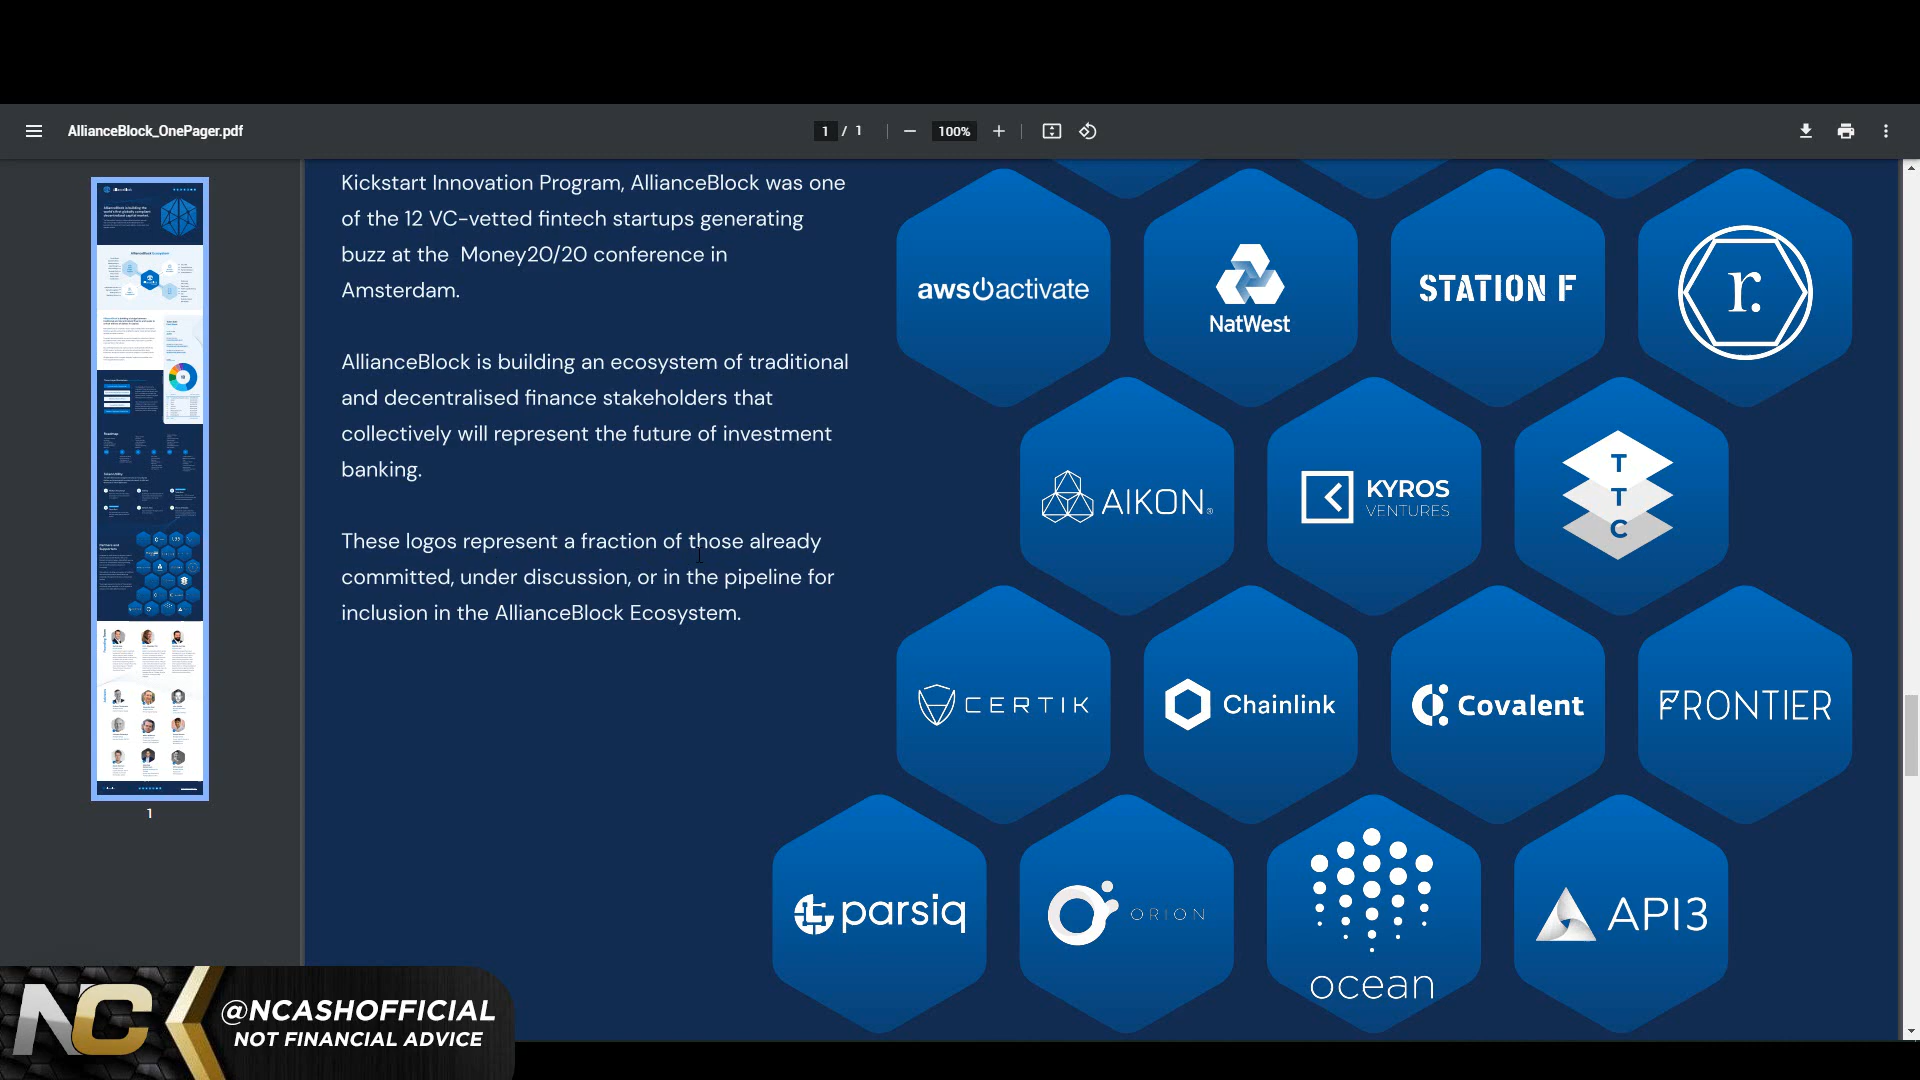 AllianceBlock_OnePager.pdf
1 / 1
100%
Kickstart Innovation Program, AllianceBlock was one
of the 12 VC-vetted fintech startups generating
buzz at the Money20/20 conference in
Amsterdam.
AllianceBlock is building an ecosystem of traditional
and decentralised finance stakeholders that
collectively will represent the future of investment
banking.
These logos represent a fraction of those already
committed, under discussion, or in the pipeline for
inclusion in the AllianceBlock Ecosystem.
aws activate
NatWest
STATION F
r.
AIKON®
KYROS
VENTURES
T
T
C
CERTIK
Chainlink
Covalent
FRONTIER
parsiq
ORION
ocean
API3
1
NC
@NCASHOFFICIAL
NOT FINANCIAL ADVICE